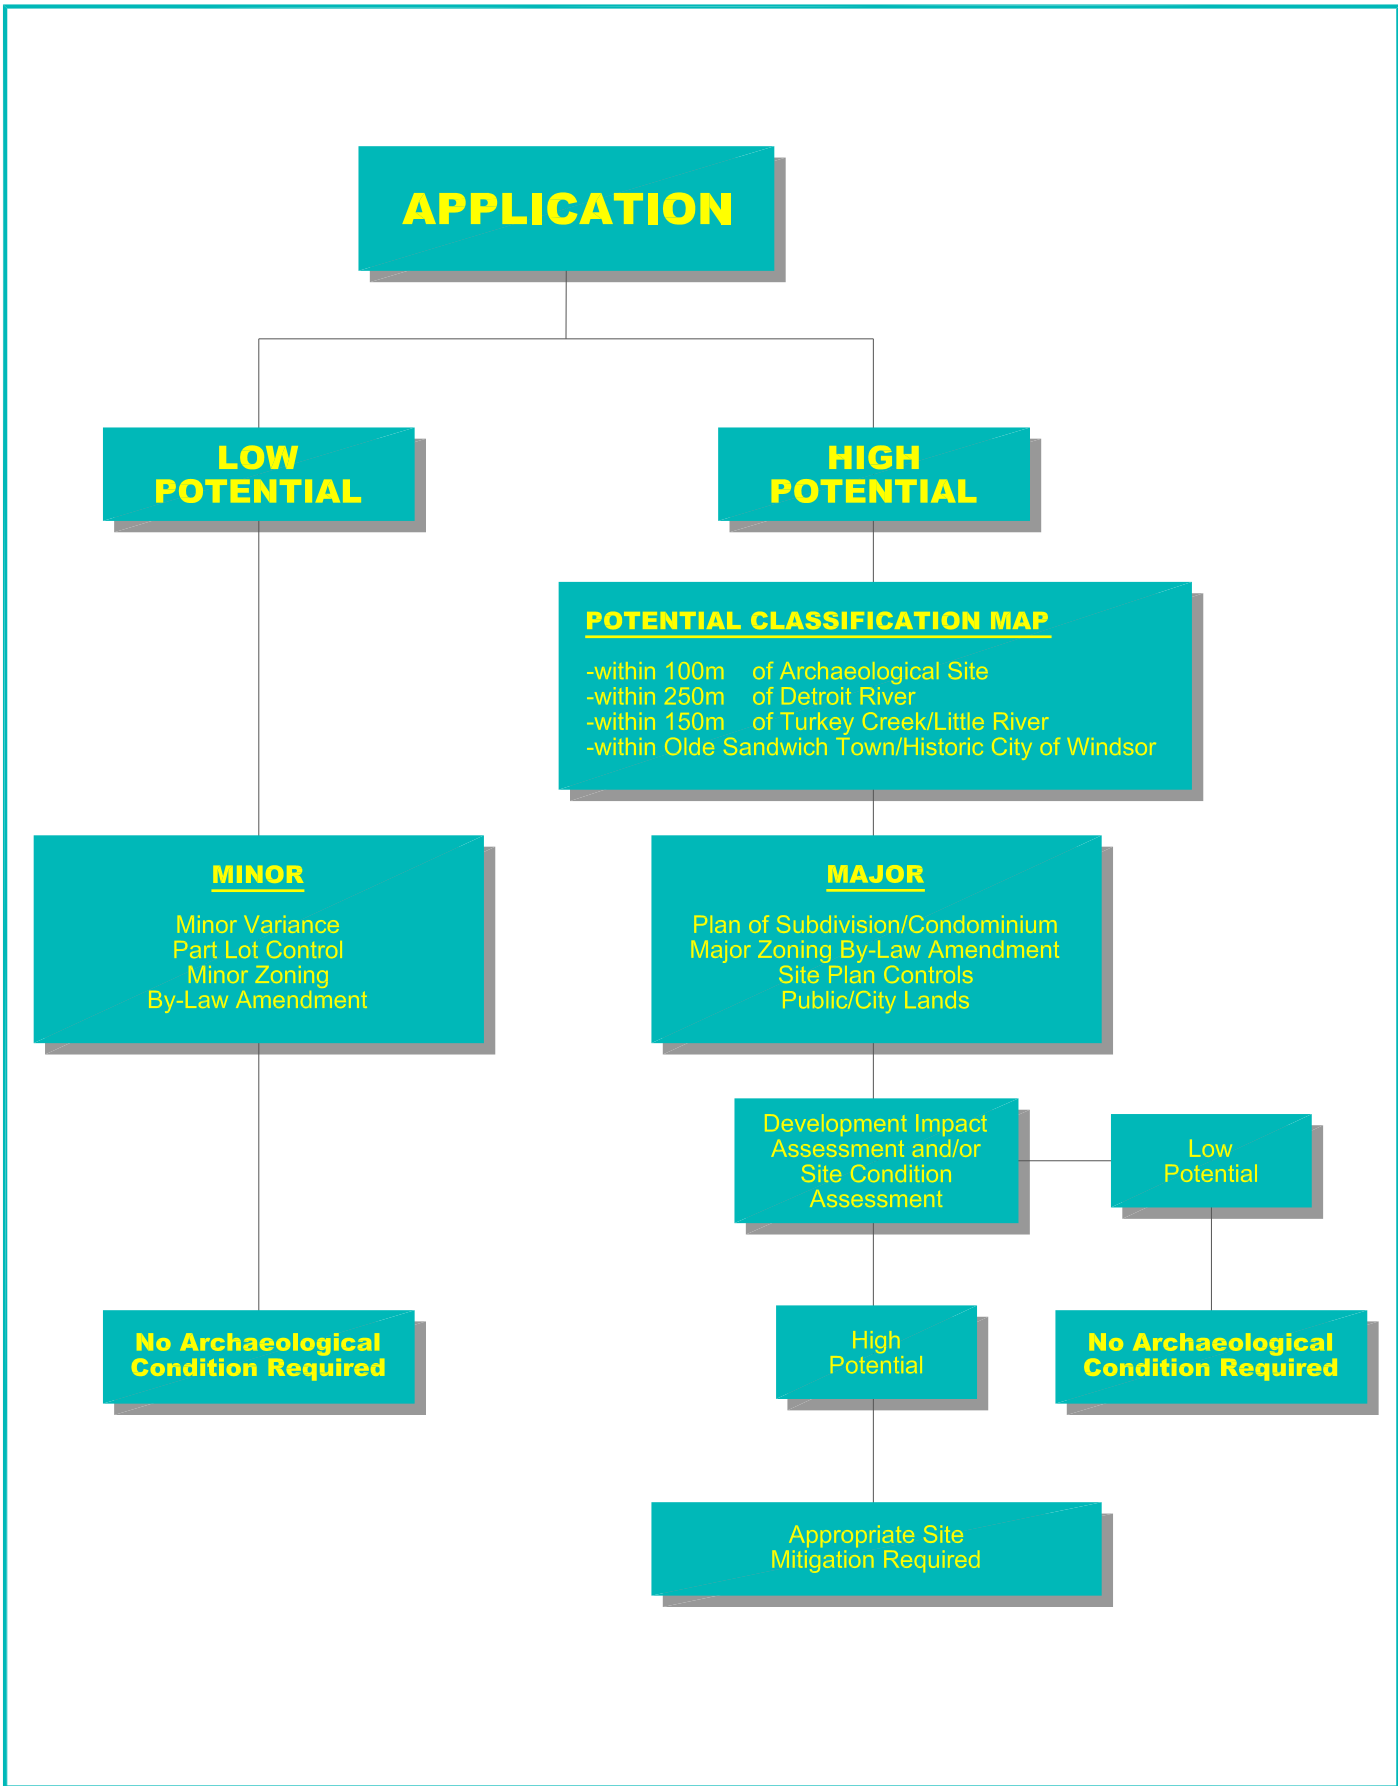 APPLICATION
LOW
POTENTIAL
HIGH
POTENTIAL
POTENTIAL CLASSIFICATION MAP
-within 100m of Archaeological Site
-within 250m of Detroit River
-within 150m of Turkey Creek/Little River
-within Olde Sandwich Town/Historic City of Windsor
MINOR
Minor Variance
Part Lot Control
Minor Zoning
By-Law Amendment
MAJOR
Plan of Subdivision/Condominium
Major Zoning By-Law Amendment
Site Plan Controls
Public/City Lands
Development Impact
Assessment and/or
Site Condition
Assessment
Low
Potential
No Archaeological
Condition Required
High
Potential
No Archaeological
Condition Required
Appropriate Site
Mitigation Required